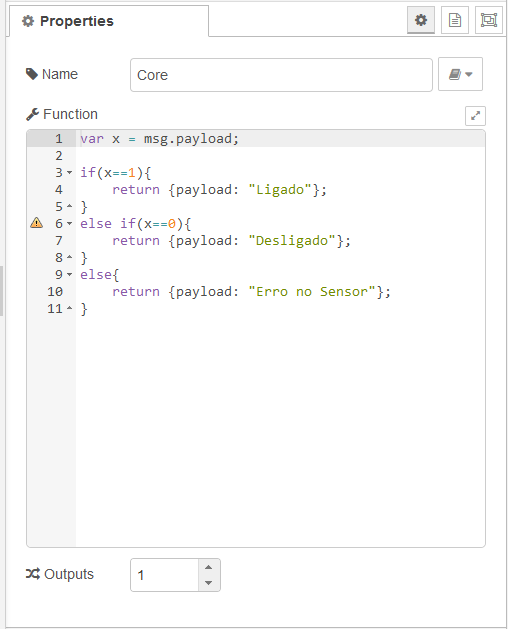 Properties
Name
Core
Function
1 var x = msg.payload;
2
3 if(x==1){
4     return {payload: "Ligado"};
5 }
6 else if(x==0){
7     return {payload: "Desligado"};
8 }
9 else{
10     return {payload: "Erro no Sensor"};
11 }
Outputs
1